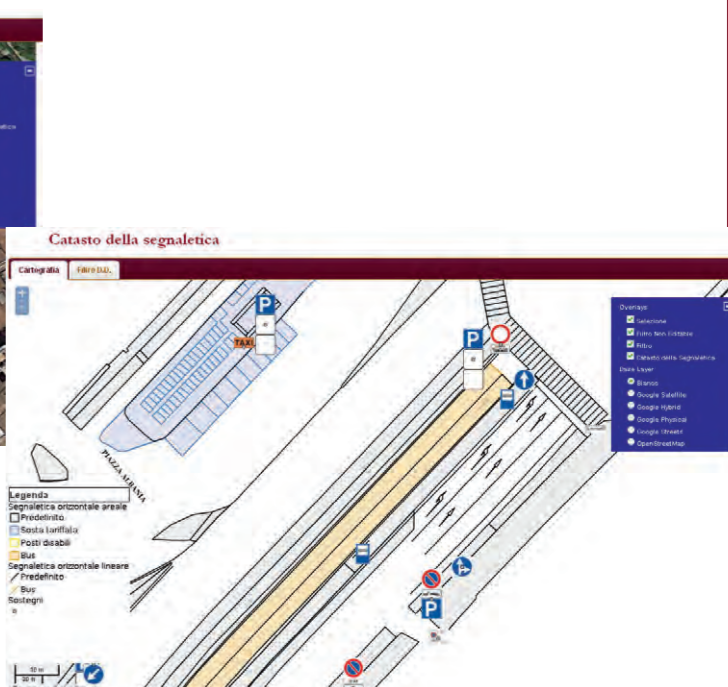 Catasto della segnaletica
Cartografia
Filtro D.D.
Overlays
Selezione
Filtro Non Editabile
Filtro
Catasto della Segnaletica
Base Layer
Bianco
Google Satellite
Google Hybrid
Google Physical
Google Streets
OpenStreetMap
P
TAXI
P
PIAZZA ALBANIA
Legenda
Segnaletica orizzontale areale
Predefinito
Sosta tariffata
Posti disabili
Bus
Segnaletica orizzontale lineare
Predefinito
Bus
Sostegni
P